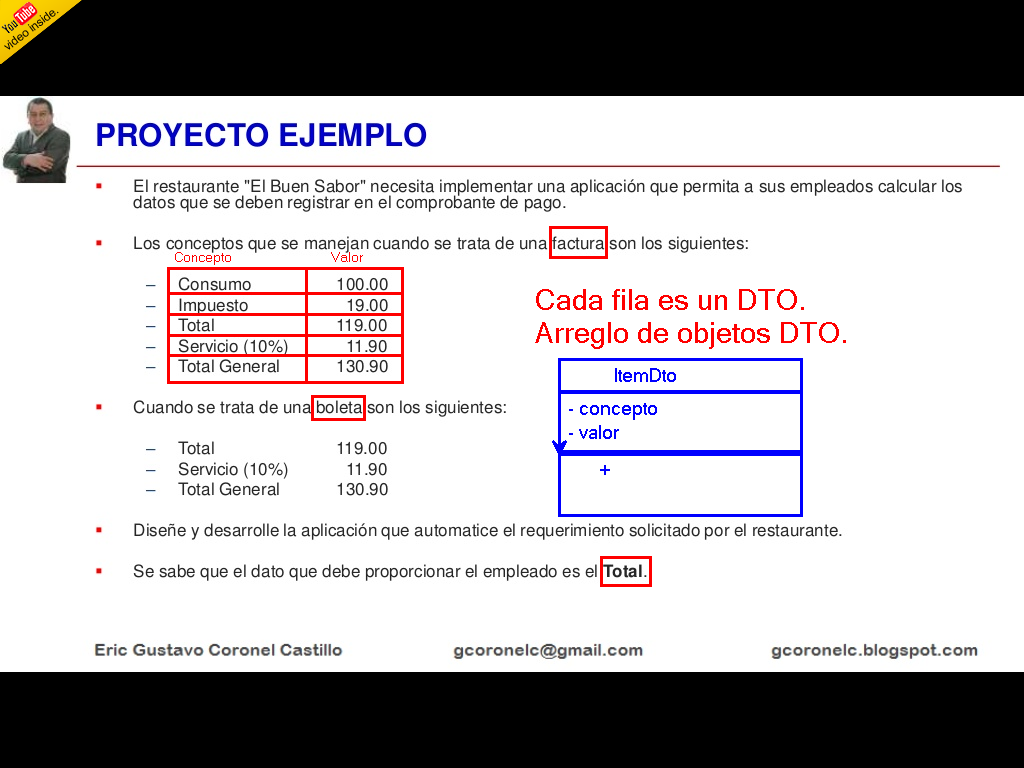 YouTube
video inside.
PROYECTO EJEMPLO
▪ El restaurante "El Buen Sabor" necesita implementar una aplicación que permita a sus empleados calcular los
datos que se deben registrar en el comprobante de pago.
▪ Los conceptos que se manejan cuando se trata de una factura son los siguientes:
Concepto Valor
– Consumo 100.00
– Impuesto 19.00
– Total 119.00
– Servicio (10%) 11.90
– Total General 130.90
Cada fila es un DTO.
Arreglo de objetos DTO.
ItemDto
- concepto
- valor
+
▪ Cuando se trata de una boleta son los siguientes:
– Total 119.00
– Servicio (10%) 11.90
– Total General 130.90
▪ Diseñe y desarrolle la aplicación que automatice el requerimiento solicitado por el restaurante.
▪ Se sabe que el dato que debe proporcionar el empleado es el Total.
Eric Gustavo Coronel Castillo gcoronelc@gmail.com gcoronelc.blogspot.com